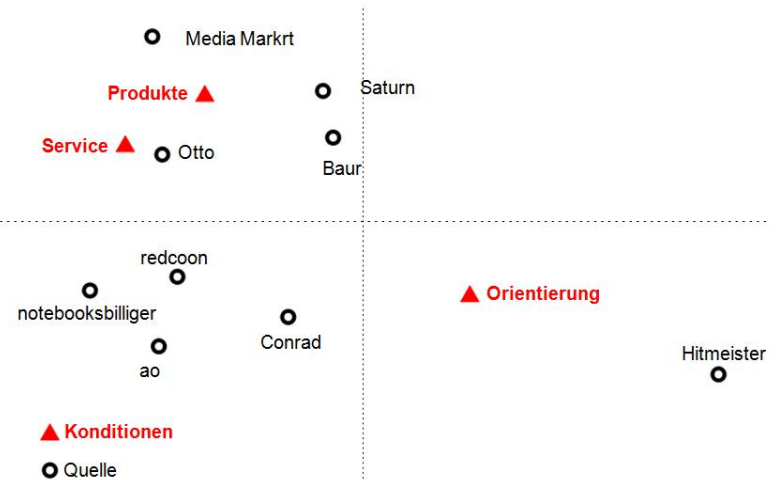 Media Markrt
Produkte
Saturn
Service
Otto
Baur
redcoon
notebooksbilliger
Orientierung
Conrad
Hitmeister
ao
Konditionen
Quelle